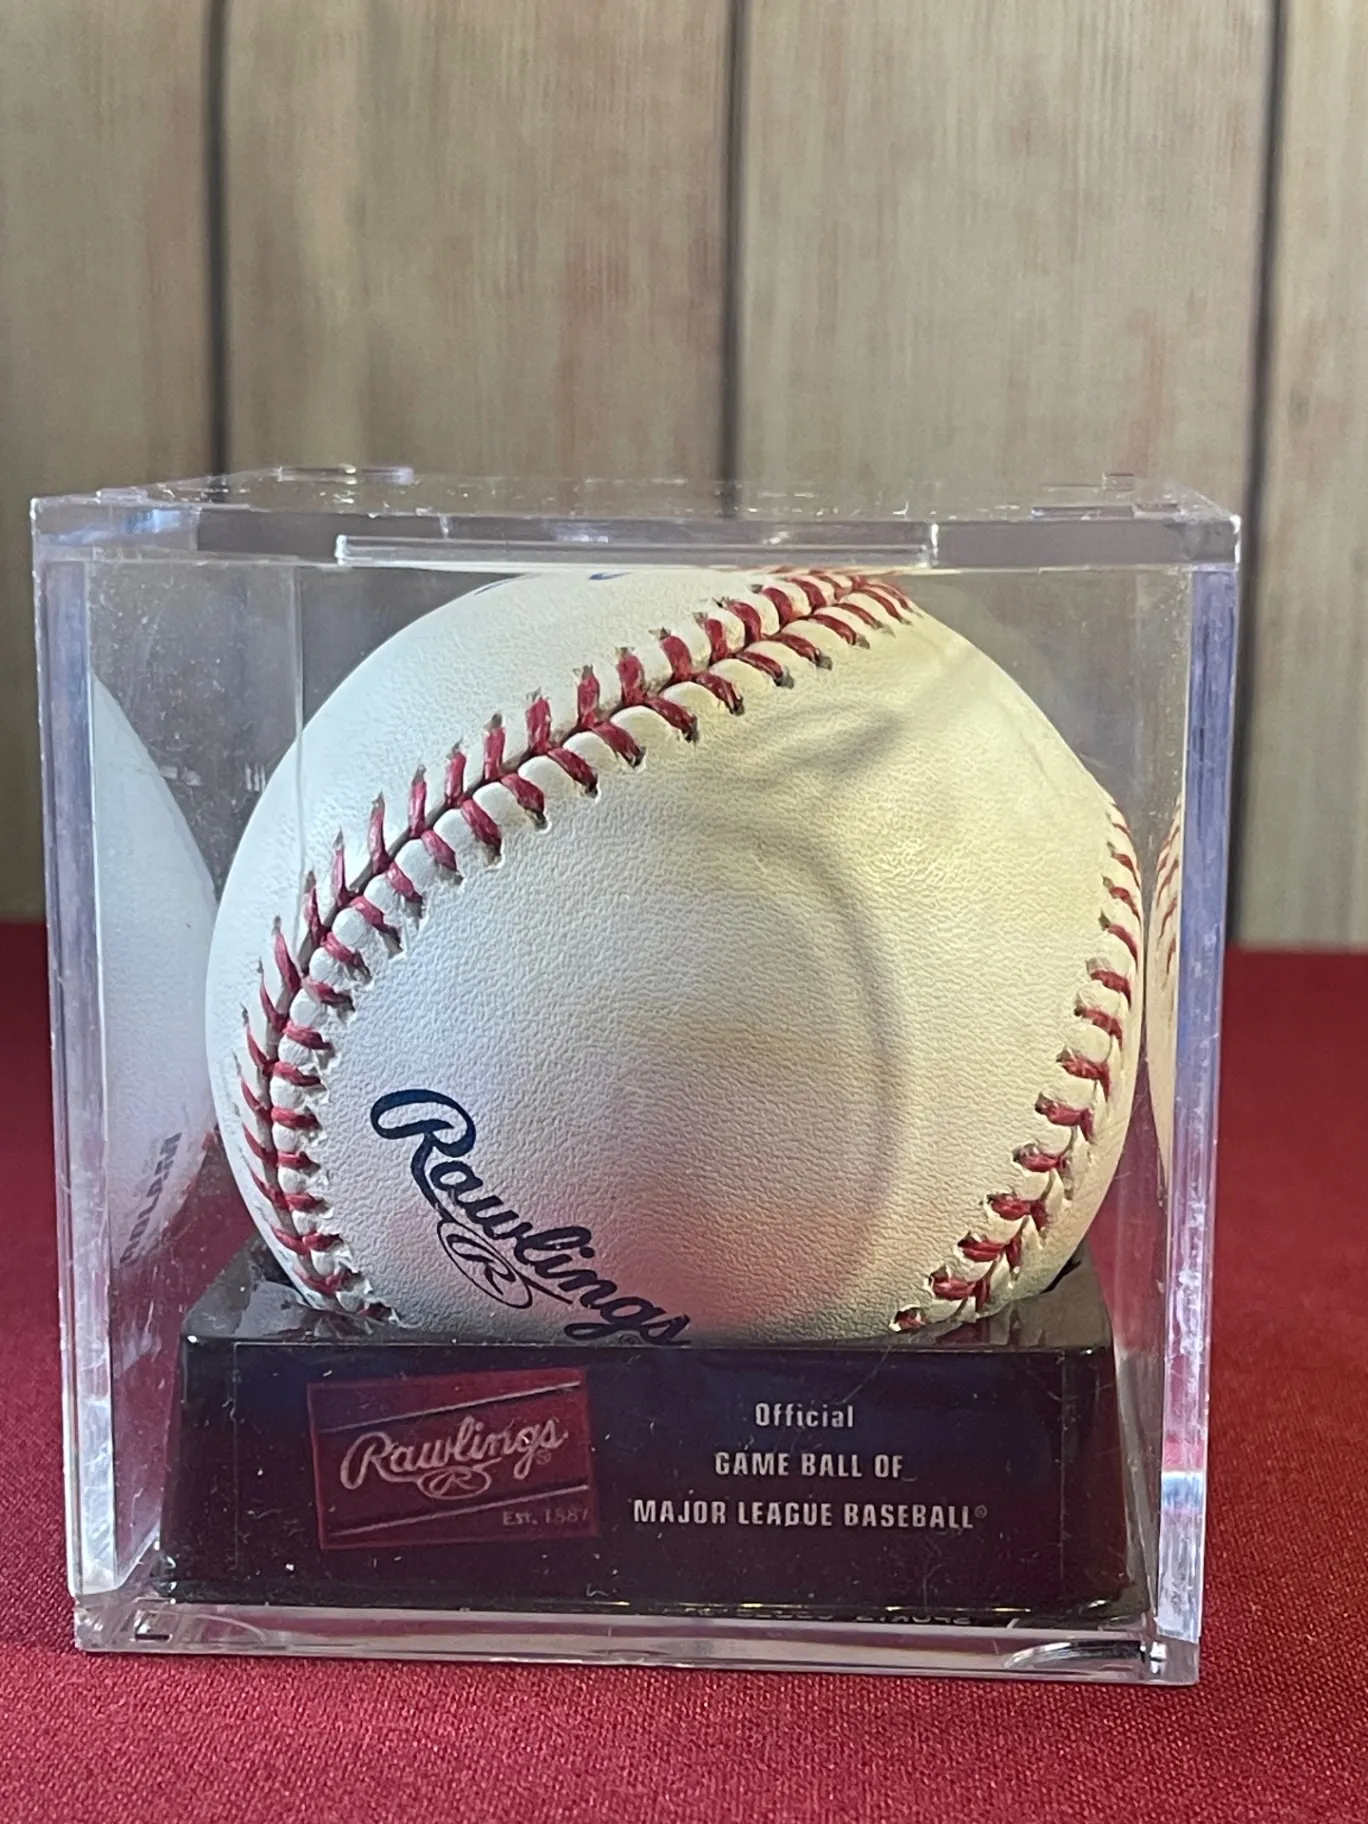 Rawlings
R
Rawlings®
R
Est. 1887
Official
GAME BALL OF
MAJOR LEAGUE BASEBALL®